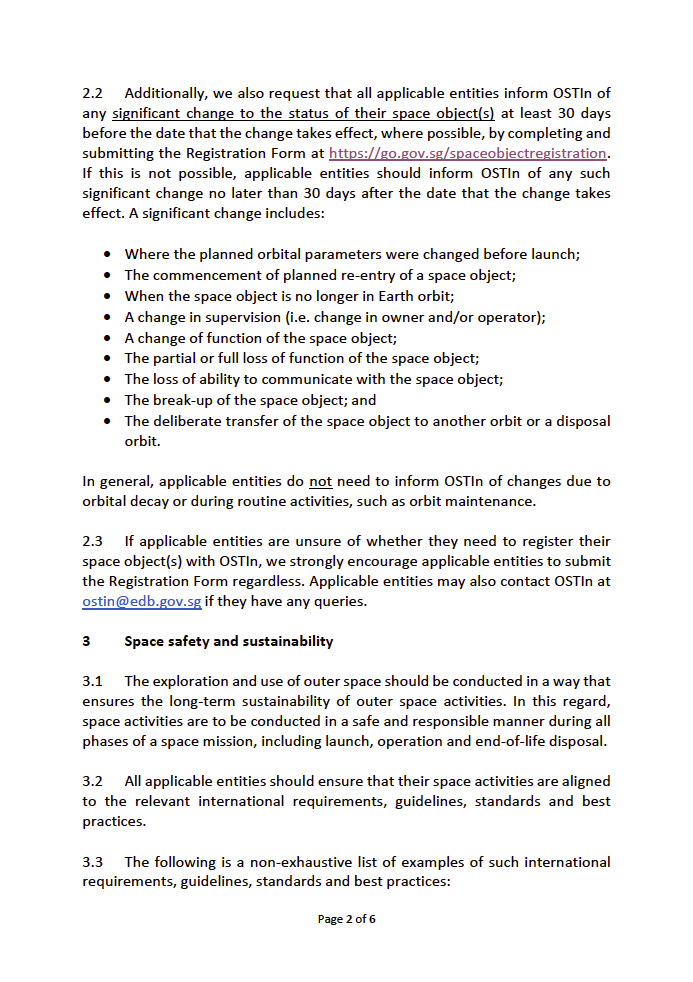 2.2 Additionally, we also request that all applicable entities inform OSTIn of
any significant change to the status of their space object(s) at least 30 days
before the date that the change takes effect, where possible, by completing and
submitting the Registration Form at https://go.gov.sg/spaceobjectregistration.
If this is not possible, applicable entities should inform OSTIn of any such
significant change no later than 30 days after the date that the change takes
effect. A significant change includes:
• Where the planned orbital parameters were changed before launch;
• The commencement of planned re-entry of a space object;
• When the space object is no longer in Earth orbit;
• A change in supervision (i.e. change in owner and/or operator);
• A change of function of the space object;
• The partial or full loss of function of the space object;
• The loss of ability to communicate with the space object;
• The break-up of the space object; and
• The deliberate transfer of the space object to another orbit or a disposal
orbit.
In general, applicable entities do not need to inform OSTIn of changes due to
orbital decay or during routine activities, such as orbit maintenance.
2.3 If applicable entities are unsure of whether they need to register their
space object(s) with OSTIn, we strongly encourage applicable entities to submit
the Registration Form regardless. Applicable entities may also contact OSTIn at
ostin@edb.gov.sg if they have any queries.
3 Space safety and sustainability
3.1 The exploration and use of outer space should be conducted in a way that
ensures the long-term sustainability of outer space activities. In this regard,
space activities are to be conducted in a safe and responsible manner during all
phases of a space mission, including launch, operation and end-of-life disposal.
3.2 All applicable entities should ensure that their space activities are aligned
to the relevant international requirements, guidelines, standards and best
practices.
3.3 The following is a non-exhaustive list of examples of such international
requirements, guidelines, standards and best practices:
Page 2 of 6